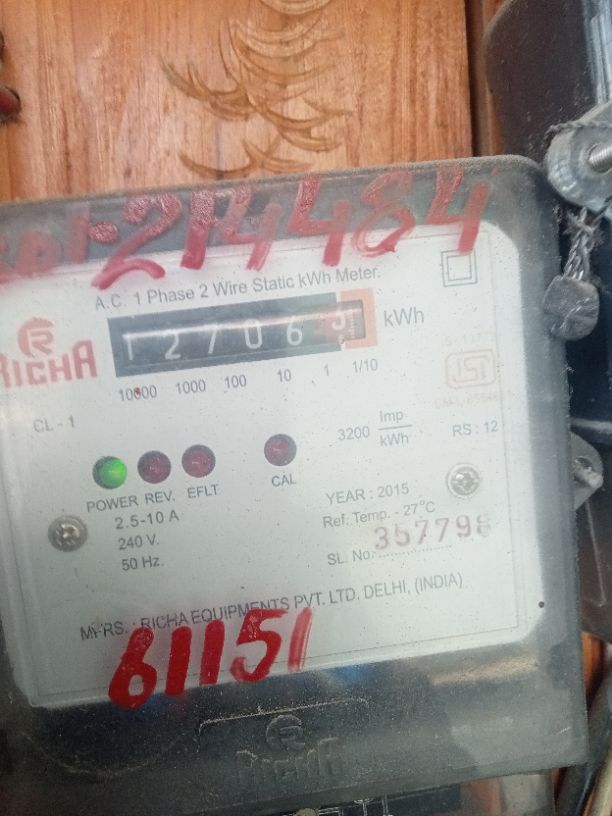 214484
A.C. 1 Phase 2 Wire Static kWh Meter.
RICHA
1 2 7 0 6 kWh
10000 1000 100 10 1 1/10
ISI
CL - 1
3200 Imp/kWh
RS : 12
POWER REV. EFLT CAL
2.5-10 A
240 V.
50 Hz.
YEAR : 2015
Ref. Temp. - 27°C
SL. No. 357798
MFRS. : RICHA EQUIPMENTS PVT. LTD. DELHI, (INDIA)
61151
RICHA